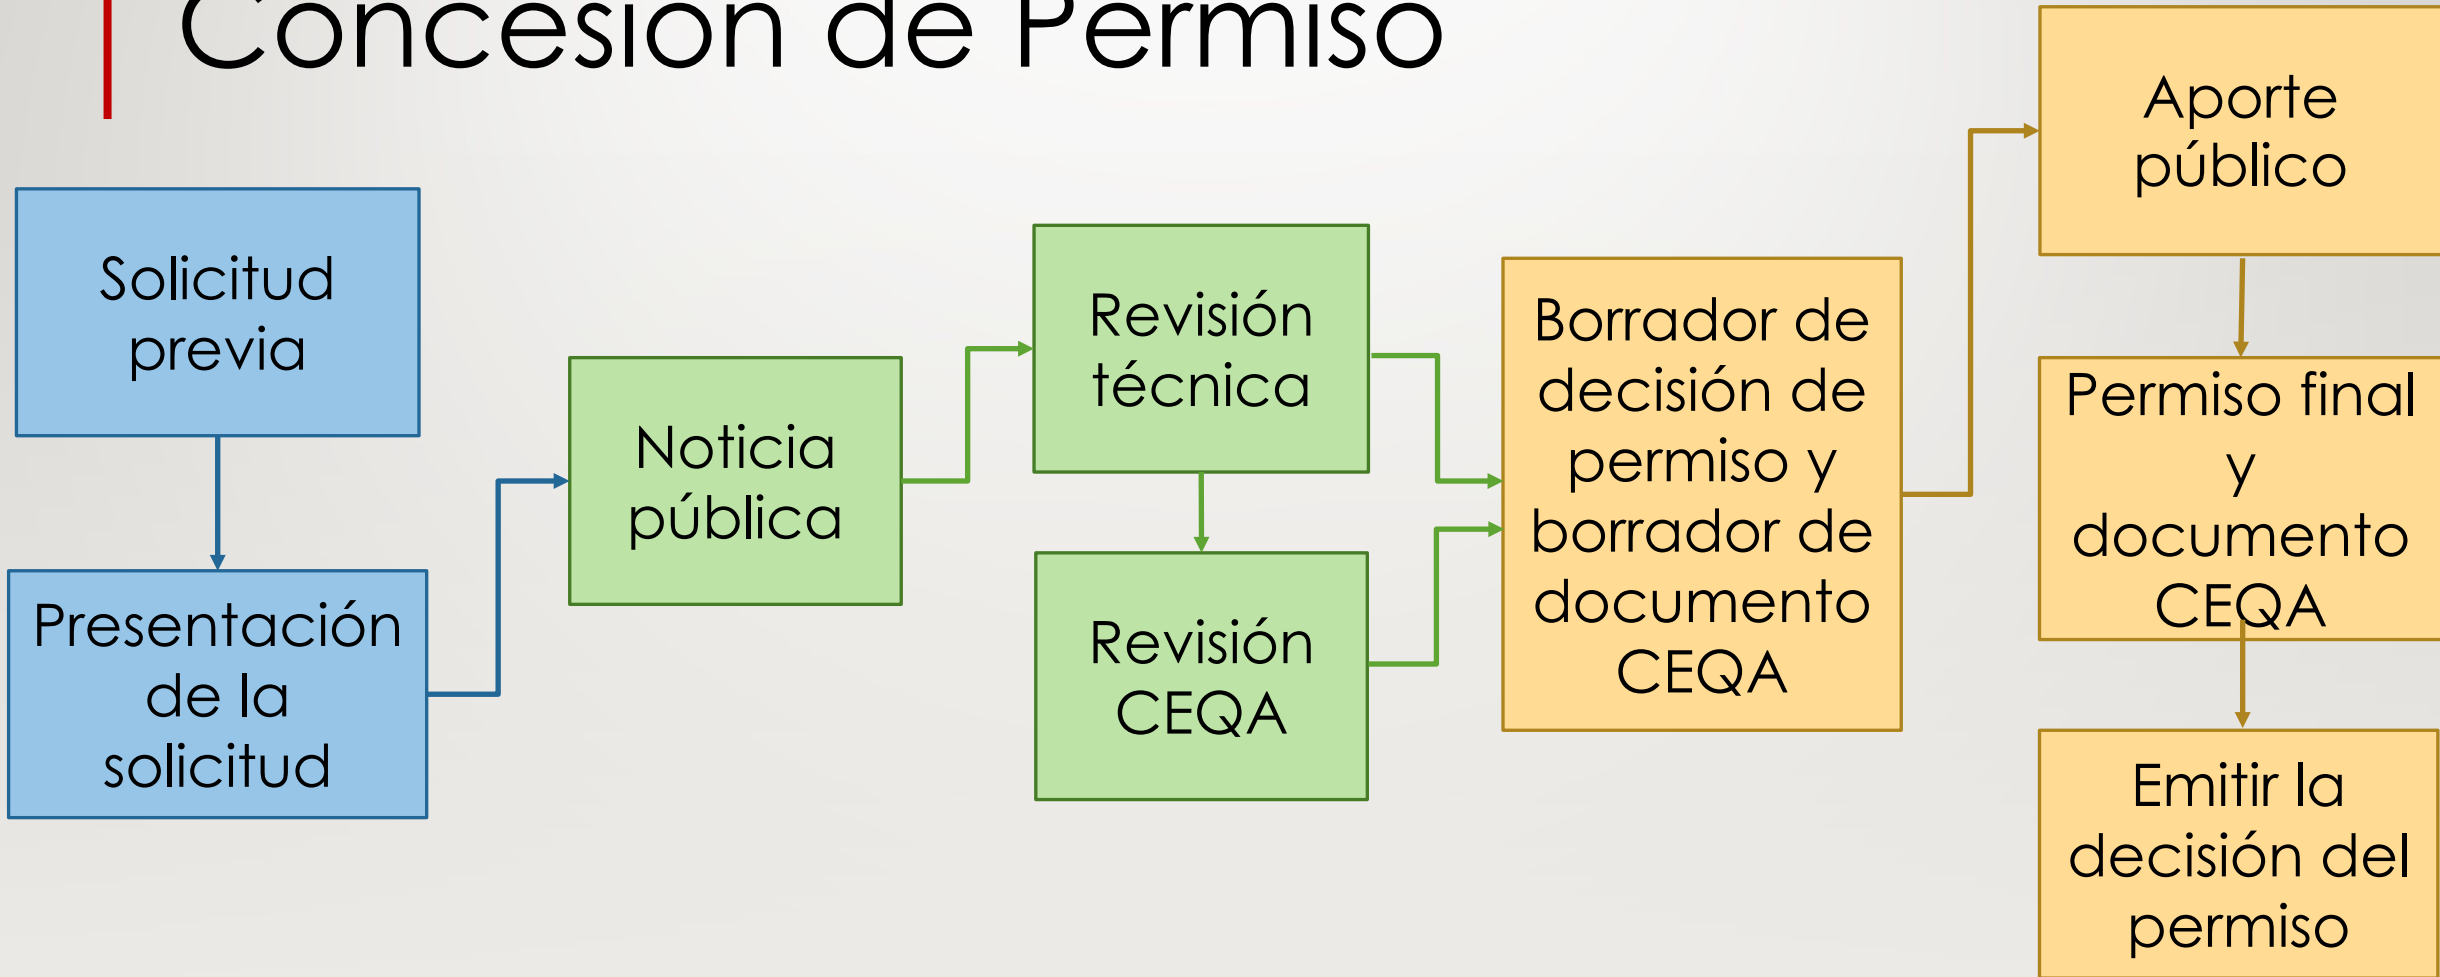 Concesión de Permiso
Solicitud
previa
Presentación
de la
solicitud
Noticia
pública
Revisión
técnica
Revisión
CEQA
Borrador de
decisión de
permiso y
borrador de
documento
CEQA
Aporte
público
Permiso final
y
documento
CEQA
Emitir la
decisión del
permiso